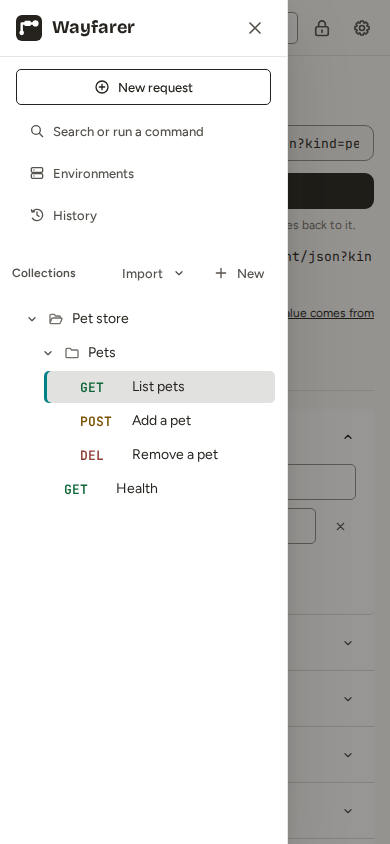 Wayfarer
New request
Search or run a command
Environments
History
Collections Import New
Pet store
Pets
GET List pets
POST Add a pet
DEL Remove a pet
GET Health
n?kind=pe
es back to it.
nt/json?kin
alue comes from